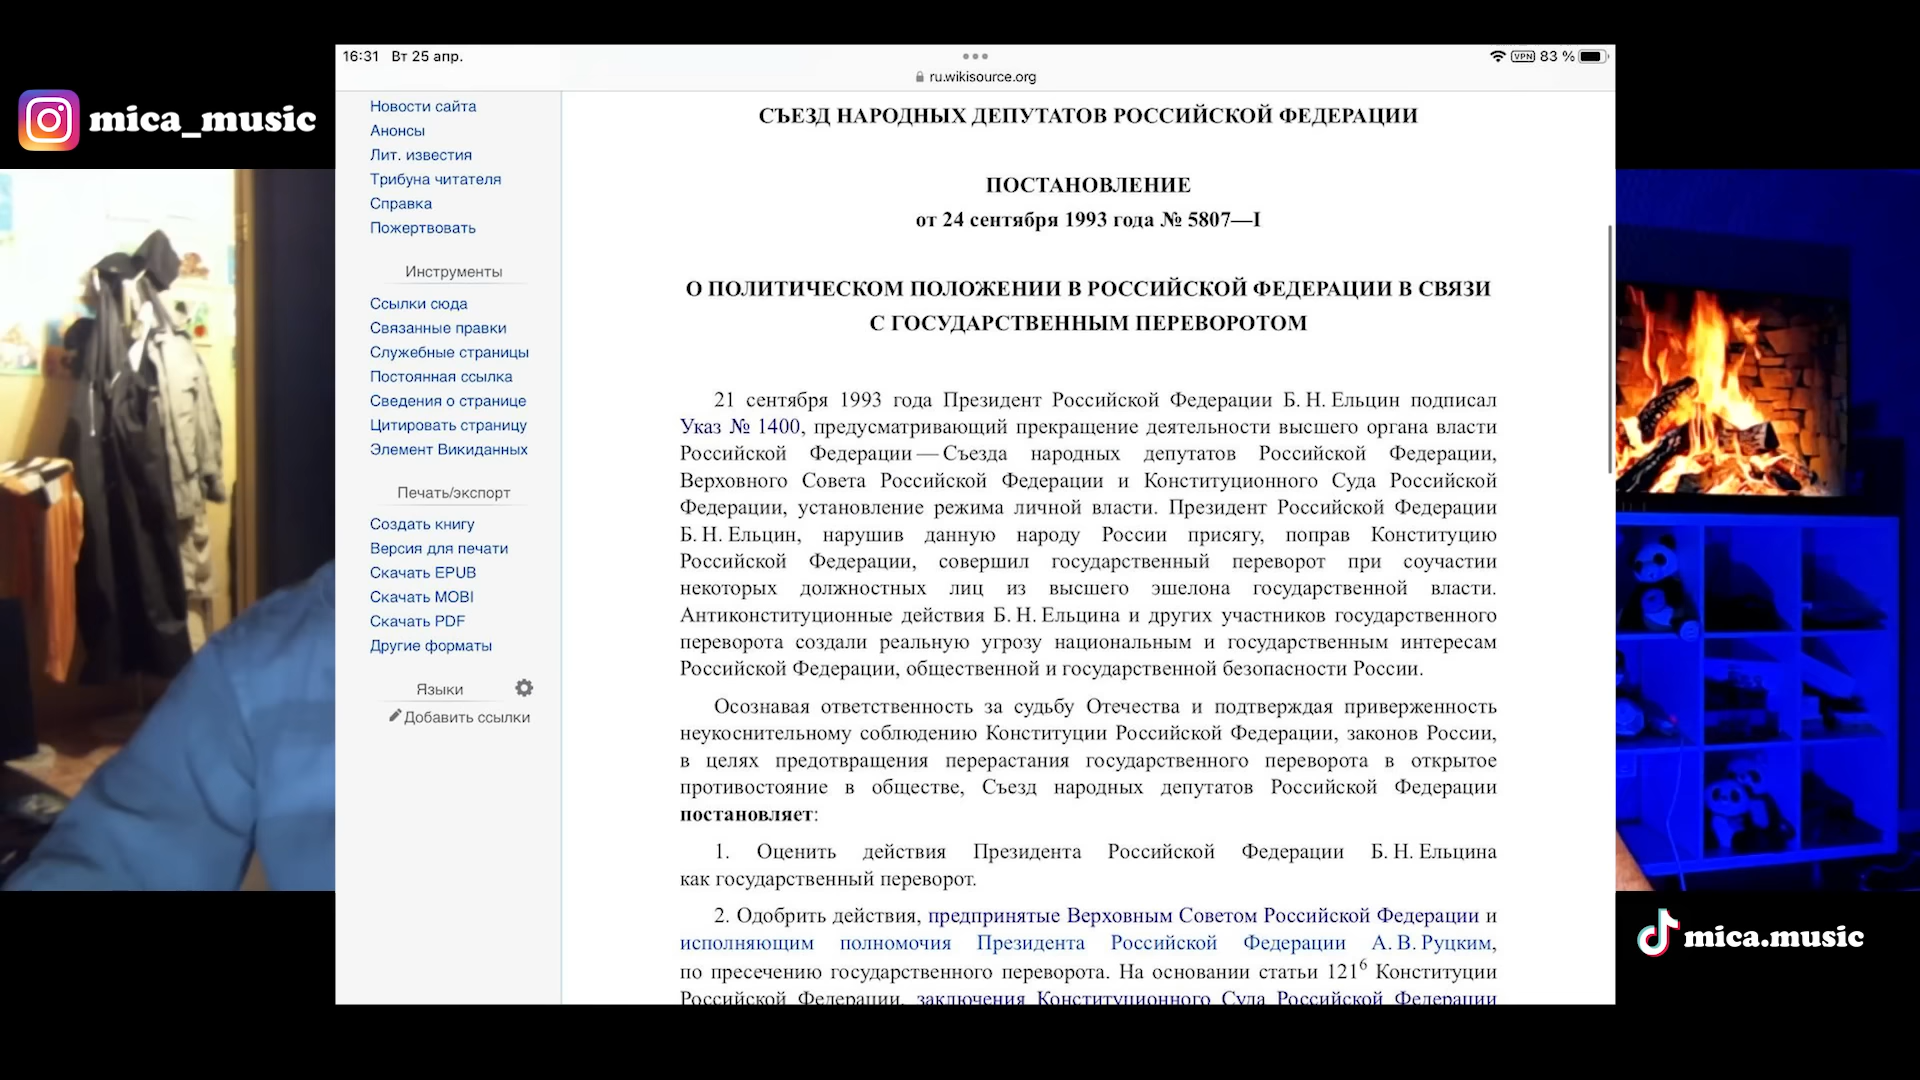 16:31 Вт 25 апр.
VPN 83 %
ru.wikisource.org
mica_music
Новости сайта
Анонсы
Лит. известия
Трибуна читателя
Справка
Пожертвовать
Инструменты
Ссылки сюда
Связанные правки
Служебные страницы
Постоянная ссылка
Сведения о странице
Цитировать страницу
Элемент Викиданных
Печать/экспорт
Создать книгу
Версия для печати
Скачать EPUB
Скачать MOBI
Скачать PDF
Другие форматы
Языки
Добавить ссылки
СЪЕЗД НАРОДНЫХ ДЕПУТАТОВ РОССИЙСКОЙ ФЕДЕРАЦИИ
ПОСТАНОВЛЕНИЕ
от 24 сентября 1993 года № 5807—I
О ПОЛИТИЧЕСКОМ ПОЛОЖЕНИИ В РОССИЙСКОЙ ФЕДЕРАЦИИ В СВЯЗИ
С ГОСУДАРСТВЕННЫМ ПЕРЕВОРОТОМ
21 сентября 1993 года Президент Российской Федерации Б. Н. Ельцин подписал
Указ № 1400, предусматривающий прекращение деятельности высшего органа власти
Российской Федерации — Съезда народных депутатов Российской Федерации,
Верховного Совета Российской Федерации и Конституционного Суда Российской
Федерации, установление режима личной власти. Президент Российской Федерации
Б. Н. Ельцин, нарушив данную народу России присягу, поправ Конституцию
Российской Федерации, совершил государственный переворот при соучастии
некоторых должностных лиц из высшего эшелона государственной власти.
Антиконституционные действия Б. Н. Ельцина и других участников государственного
переворота создали реальную угрозу национальным и государственным интересам
Российской Федерации, общественной и государственной безопасности России.
Осознавая ответственность за судьбу Отечества и подтверждая приверженность
неукоснительному соблюдению Конституции Российской Федерации, законов России,
в целях предотвращения перерастания государственного переворота в открытое
противостояние в обществе, Съезд народных депутатов Российской Федерации
постановляет:
1. Оценить действия Президента Российской Федерации Б. Н. Ельцина
как государственный переворот.
2. Одобрить действия, предпринятые Верховным Советом Российской Федерации и
исполняющим полномочия Президента Российской Федерации А. В. Руцким,
по пресечению государственного переворота. На основании статьи 121⁶ Конституции
Российской Федерации, заключения Конституционного Суда Российской Федерации
mica.music